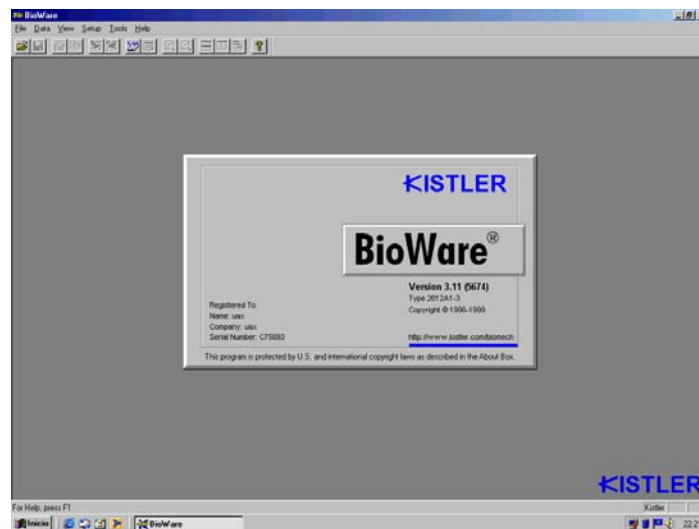 BioWare
File Data View Setup Tools Help
KISTLER
BioWare®
Version 3.11 (5674)
Type 2812A1-3
Copyright © 1996-1999
Registered To:
Name: uax
Company: uax
Serial Number: C75893
http://www.kistler.com/biomech
This program is protected by U.S. and international copyright laws as described in the About Box.
KISTLER
For Help, press F1
Kistler
Inicio
BioWare